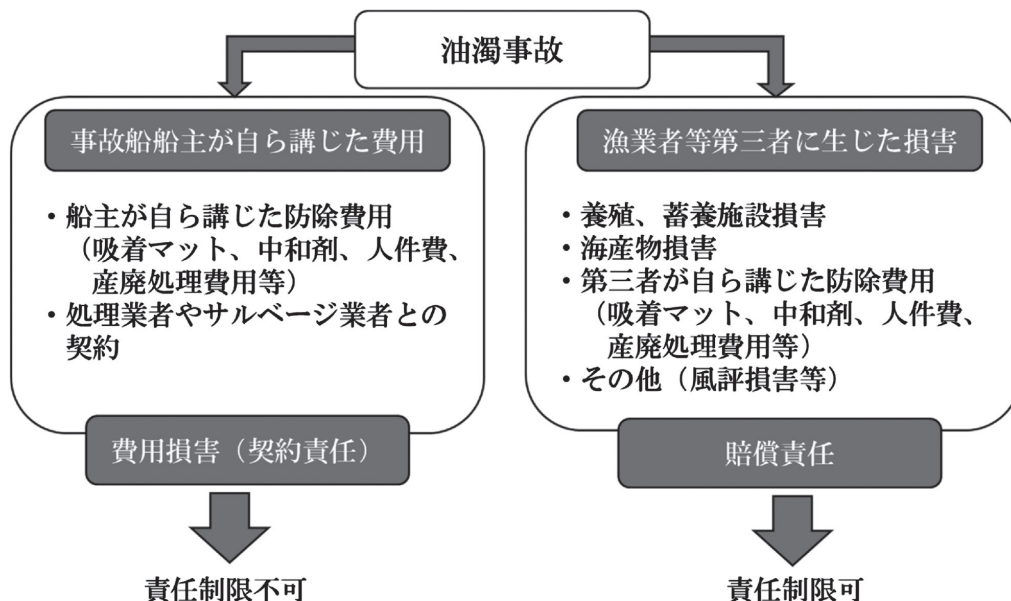 油濁事故
事故船船主が自ら講じた費用
・船主が自ら講じた防除費用
（吸着マット、中和剤、人件費、
産廃処理費用等）
・処理業者やサルベージ業者との
契約
費用損害（契約責任）
責任制限不可
漁業者等第三者に生じた損害
・養殖、蓄養施設損害
・海産物損害
・第三者が自ら講じた防除費用
（吸着マット、中和剤、人件費、
産廃処理費用等）
・その他（風評損害等）
賠償責任
責任制限可